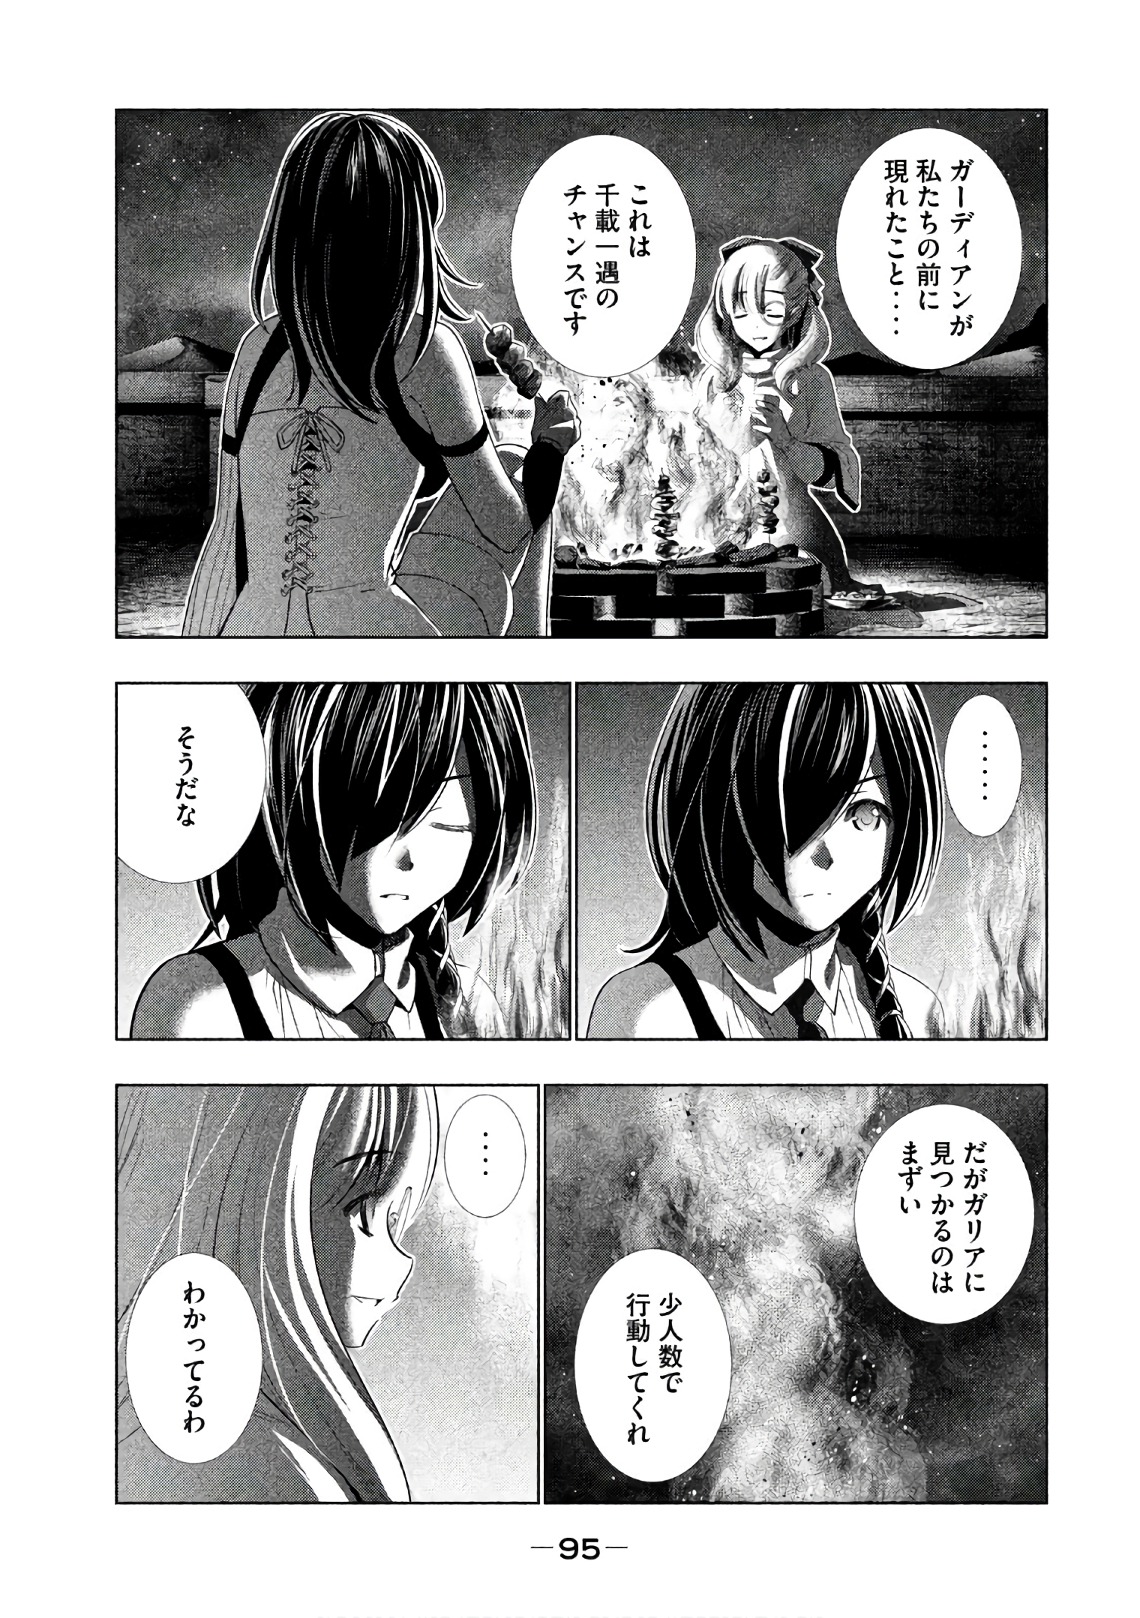 ガーディアンが
私たちの前に
現れたこと‥‥
これは
千載一遇の
チャンスです
‥‥‥
そうだな
だがガリアに
見つかるのは
まずい
少人数で
行動してくれ
‥‥
わかってるわ
—95—